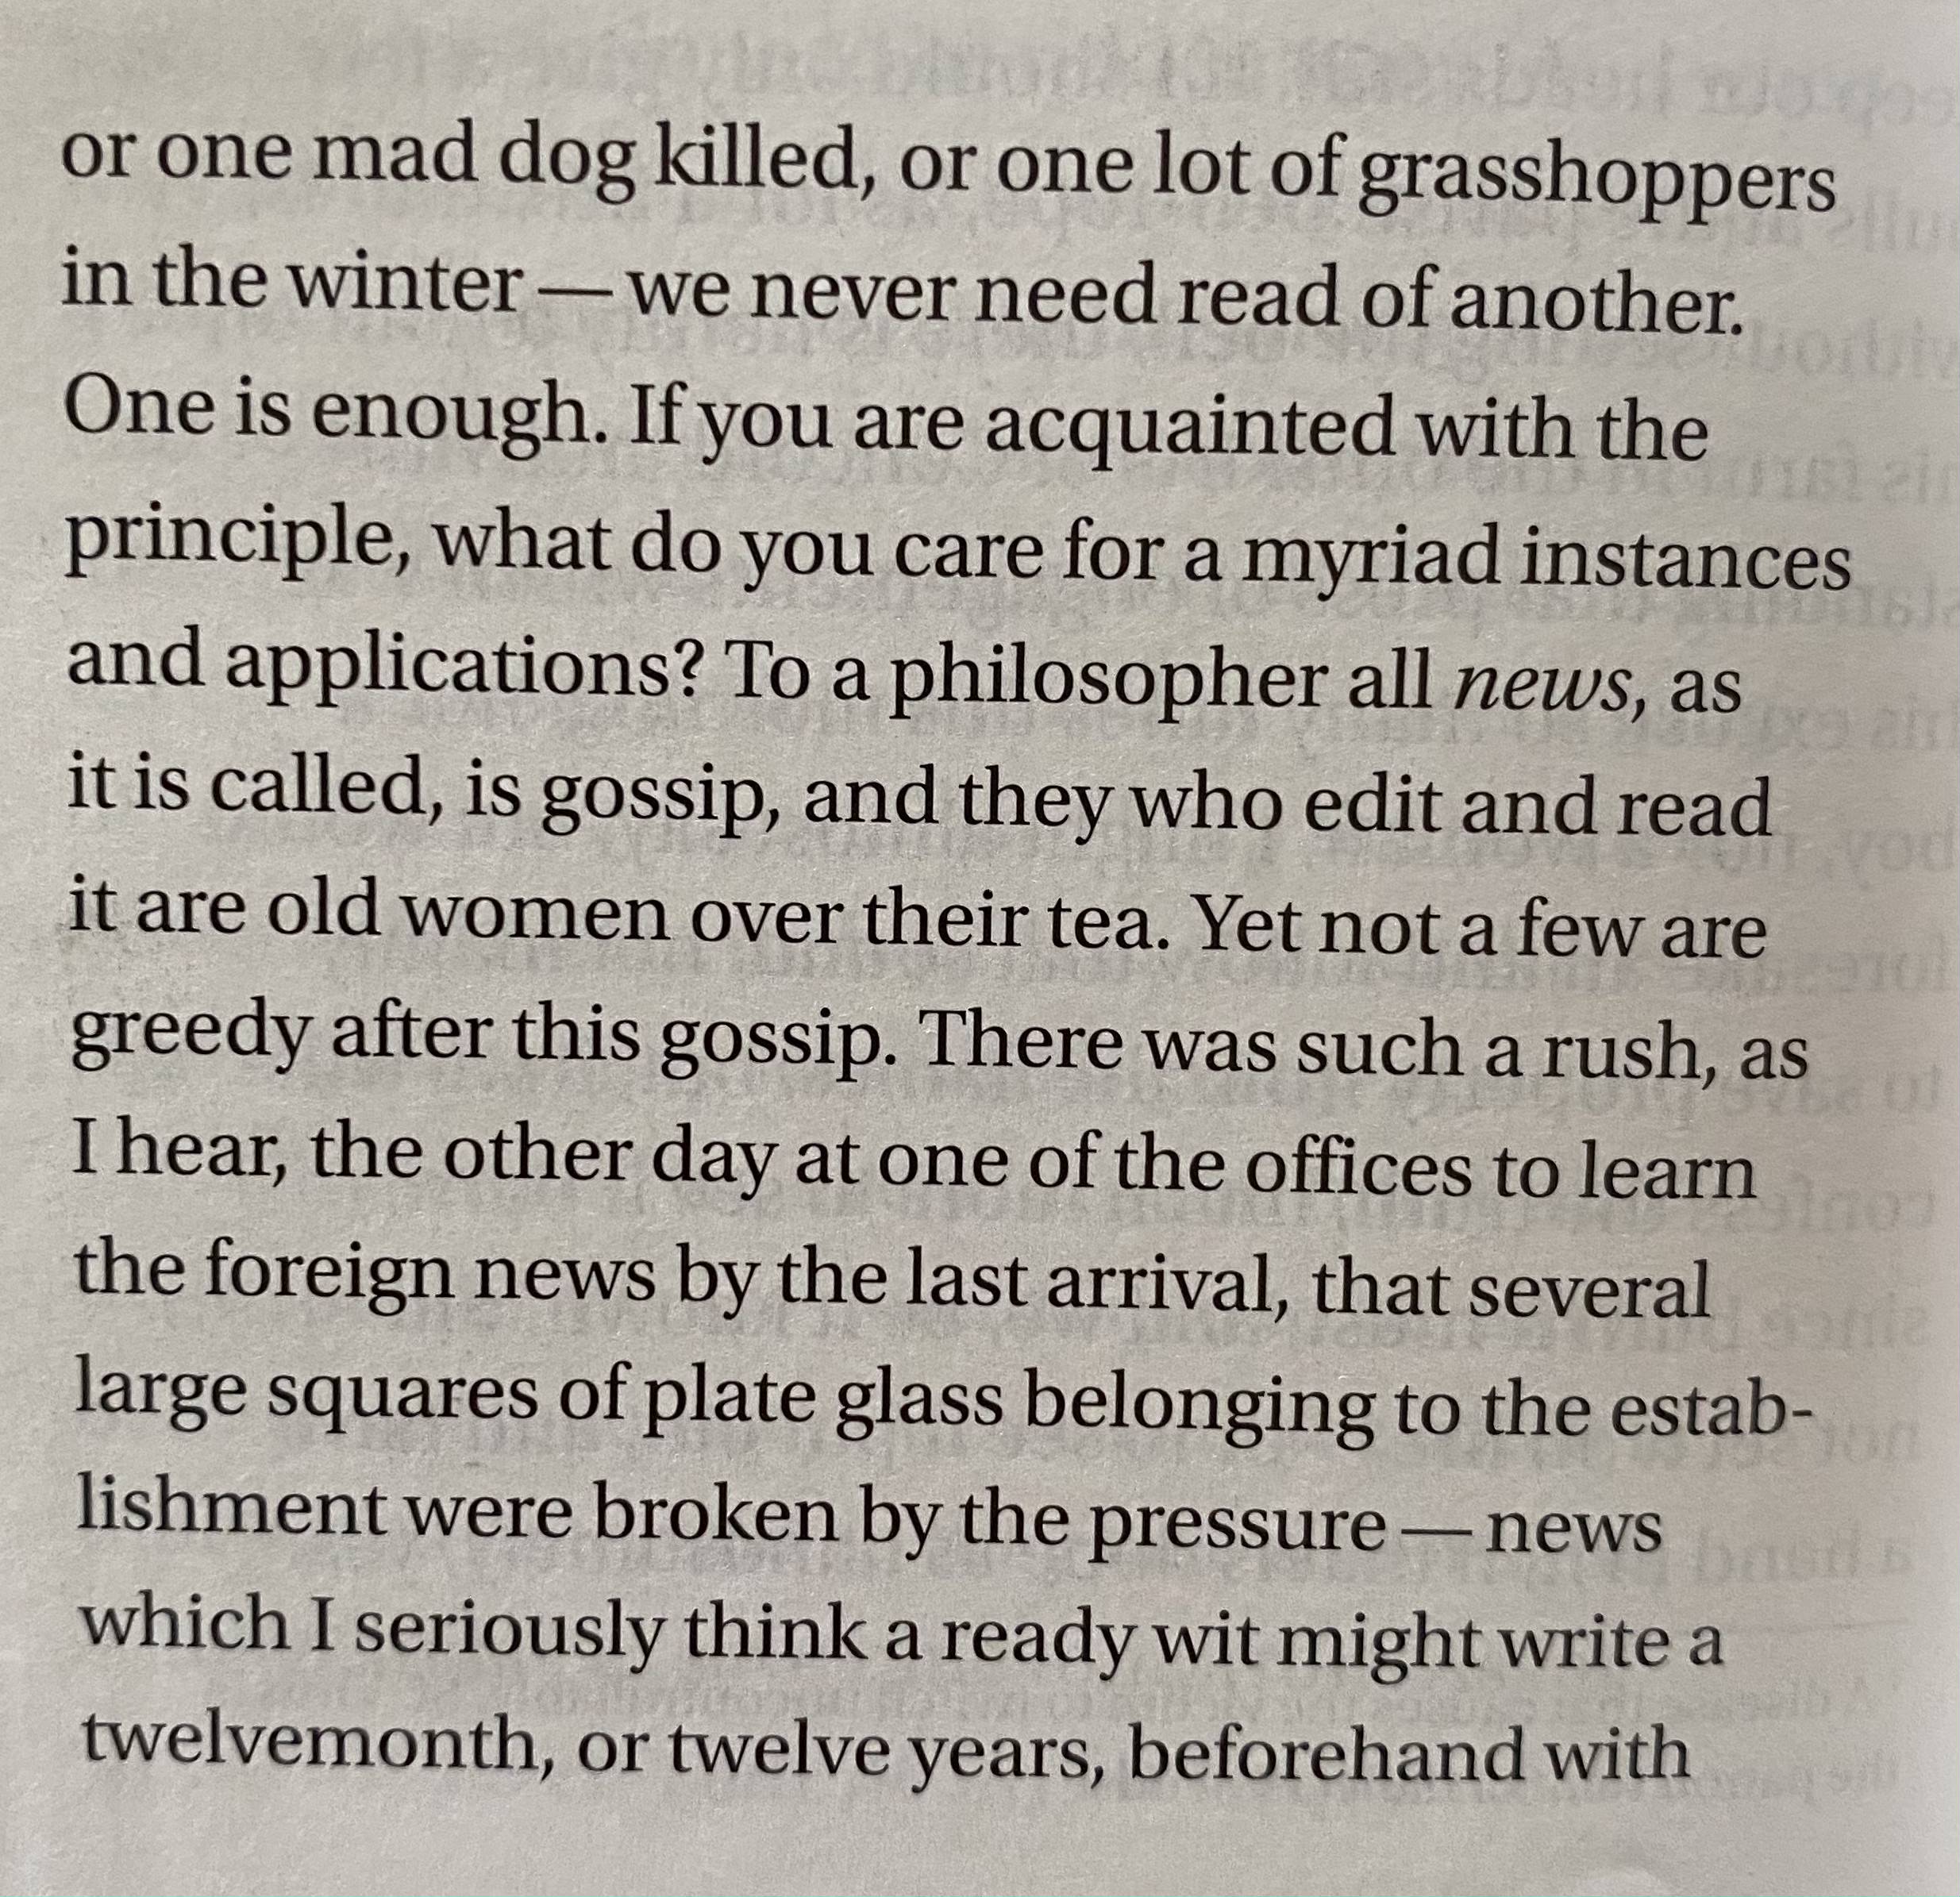 or one mad dog killed, or one lot of grasshoppers
in the winter — we never need read of another.
One is enough. If you are acquainted with the
principle, what do you care for a myriad instances
and applications? To a philosopher all news, as
it is called, is gossip, and they who edit and read
it are old women over their tea. Yet not a few are
greedy after this gossip. There was such a rush, as
I hear, the other day at one of the offices to learn
the foreign news by the last arrival, that several
large squares of plate glass belonging to the estab-
lishment were broken by the pressure — news
which I seriously think a ready wit might write a
twelvemonth, or twelve years, beforehand with